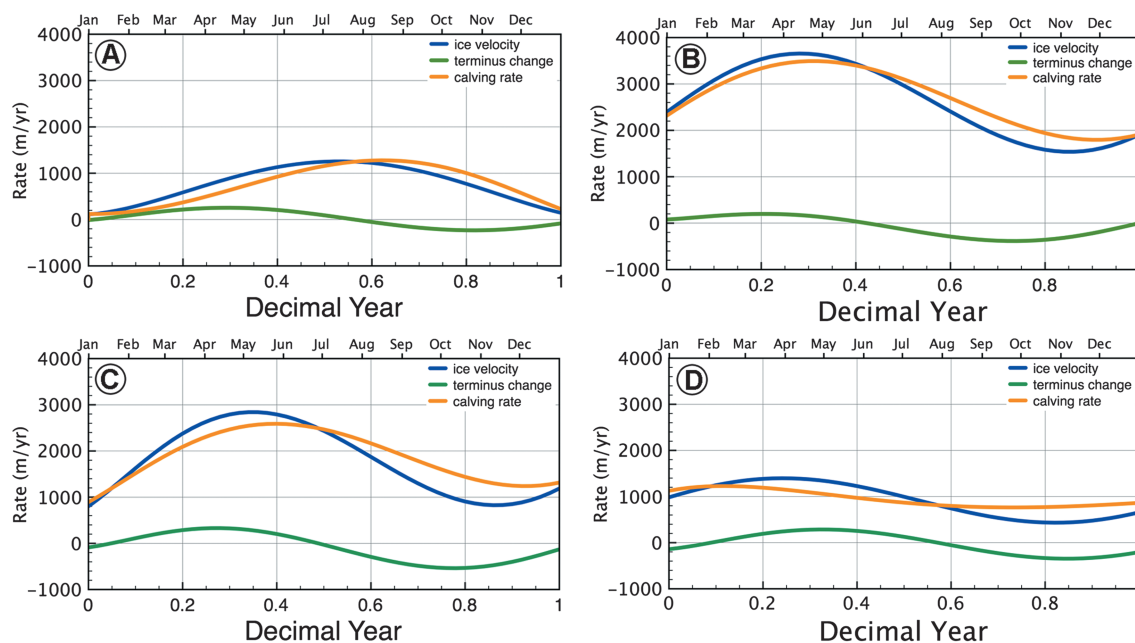 Jan Feb Mar Apr May Jun Jul Aug Sep Oct Nov Dec
4000
3000
2000
1000
0
−1000
Rate (m/yr)
A
ice velocity
terminus change
calving rate
0 0.2 0.4 0.6 0.8 1
Decimal Year
Jan Feb Mar Apr May Jun Jul Aug Sep Oct Nov Dec
4000
3000
2000
1000
0
−1000
Rate (m/yr)
B
ice velocity
terminus change
calving rate
0 0.2 0.4 0.6 0.8
Decimal Year
Jan Feb Mar Apr May Jun Jul Aug Sep Oct Nov Dec
4000
3000
2000
1000
0
−1000
Rate (m/yr)
C
ice velocity
terminus change
calving rate
0 0.2 0.4 0.6 0.8 1
Decimal Year
Jan Feb Mar Apr May Jun Jul Aug Sep Oct Nov Dec
4000
3000
2000
1000
0
−1000
Rate (m/yr)
D
ice velocity
terminus change
calving rate
0 0.2 0.4 0.6 0.8
Decimal Year